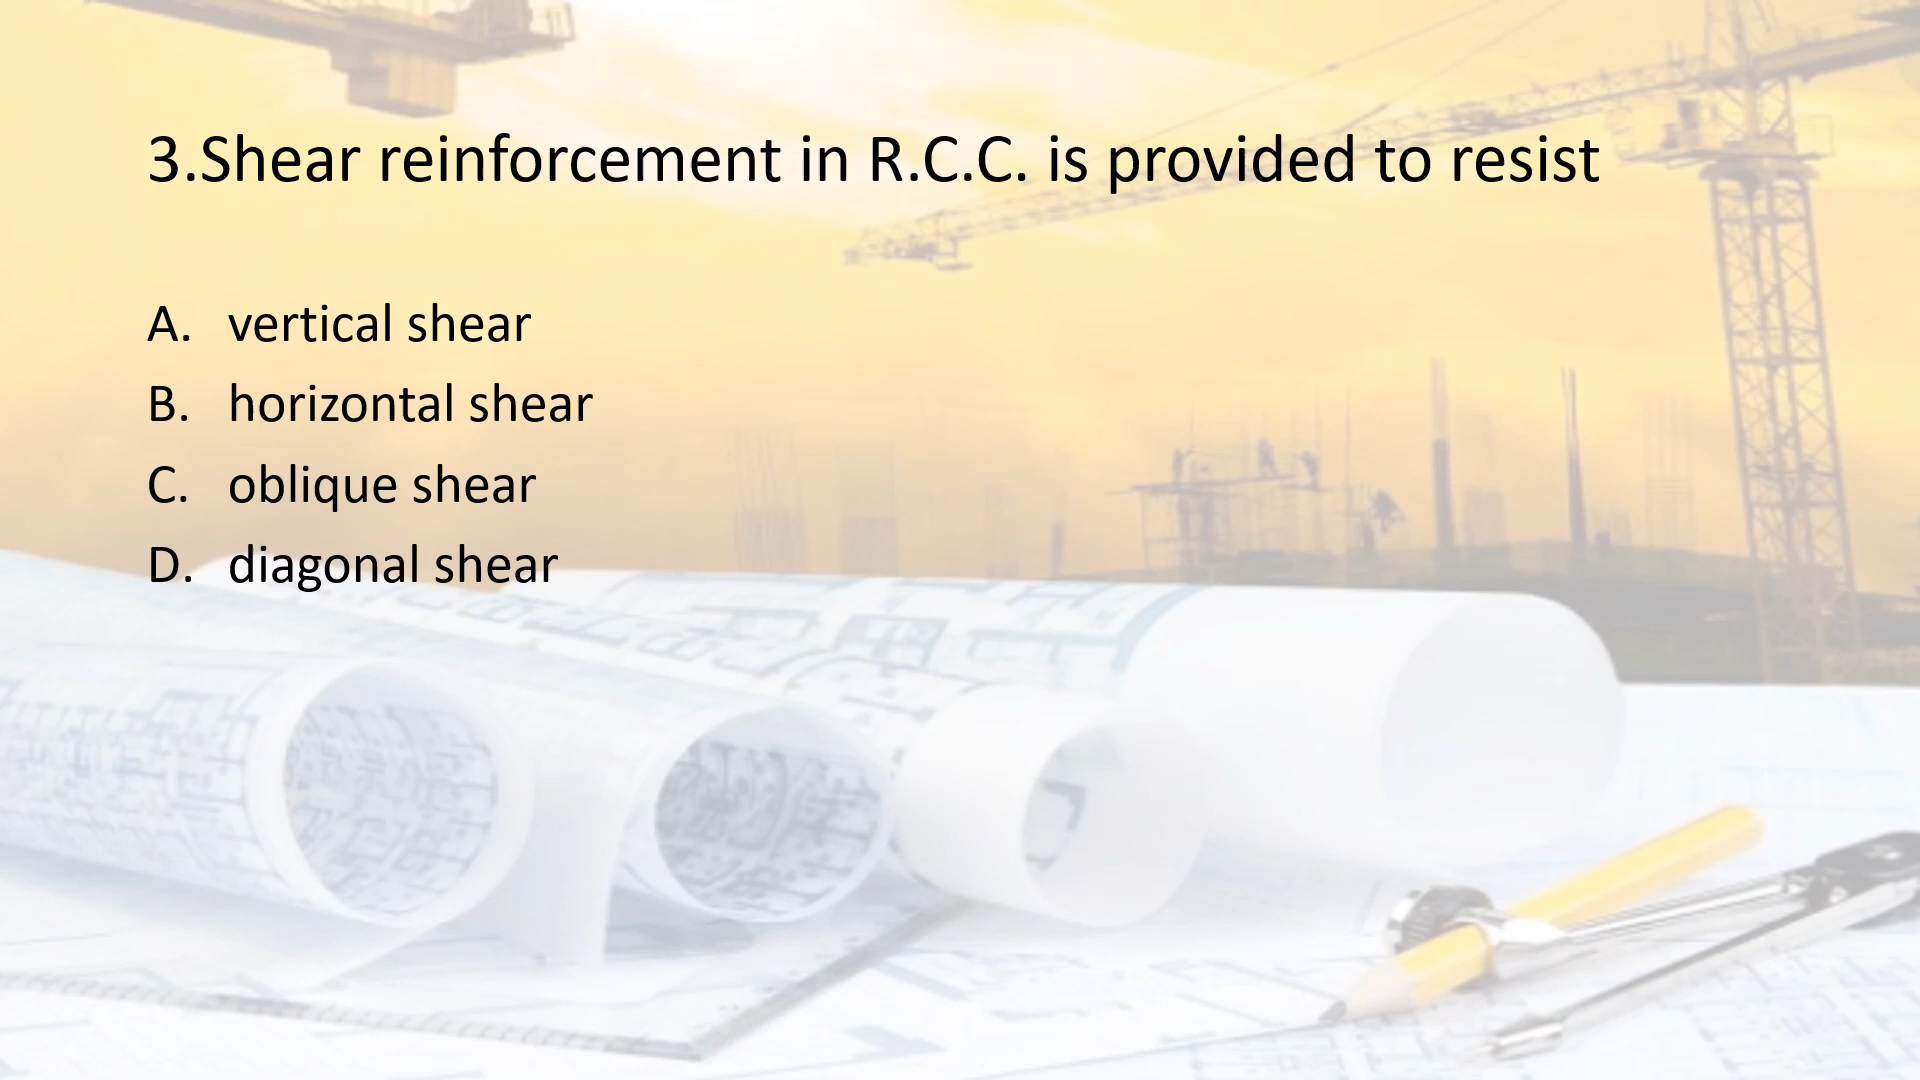 3.Shear reinforcement in R.C.C. is provided to resist
A. vertical shear
B. horizontal shear
C. oblique shear
D. diagonal shear